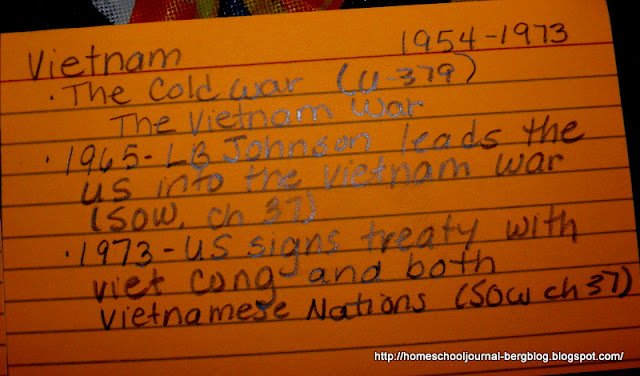 Vietnam 1954-1973
· The Cold War (U-379)
The Vietnam War
· 1965- LB Johnson leads the
US into the Vietnam War
(SOW, ch 37)
· 1973 - US signs treaty with
Viet Cong and both
Vietnamese Nations (SOW ch 37)
http://homeschooljournal-bergblog.blogspot.com/